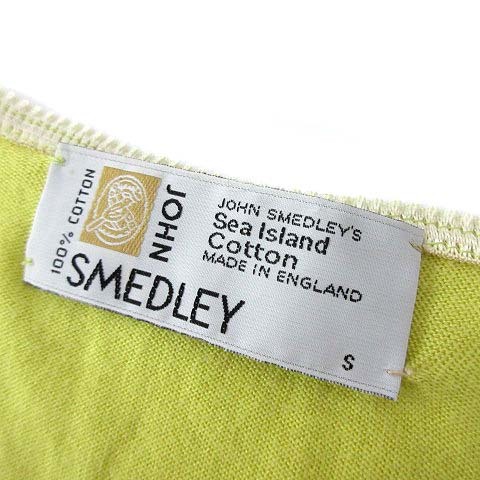 100% COTTON
JOHN
SMEDLEY
JOHN SMEDLEY'S
Sea Island
Cotton
MADE IN ENGLAND
S